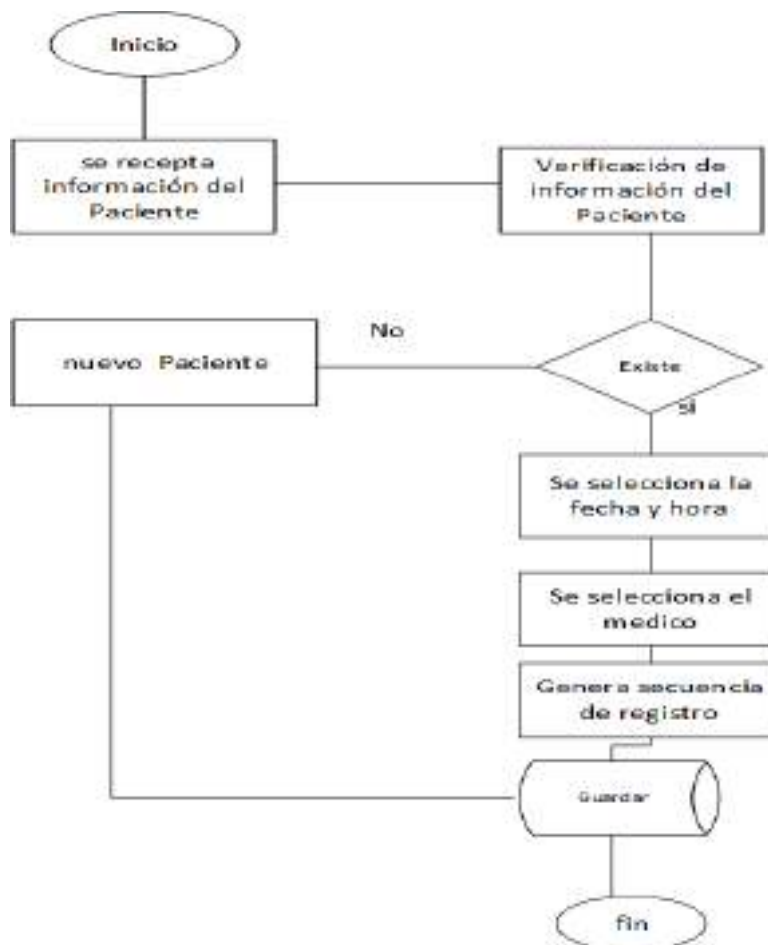 Inicio
se recepta
información del
Paciente
Verificación de
información del
Paciente
No
nuevo Paciente
Existe
si
Se selecciona la
fecha y hora
Se selecciona el
medico
Genera secuencia
de registro
Guardar
fin